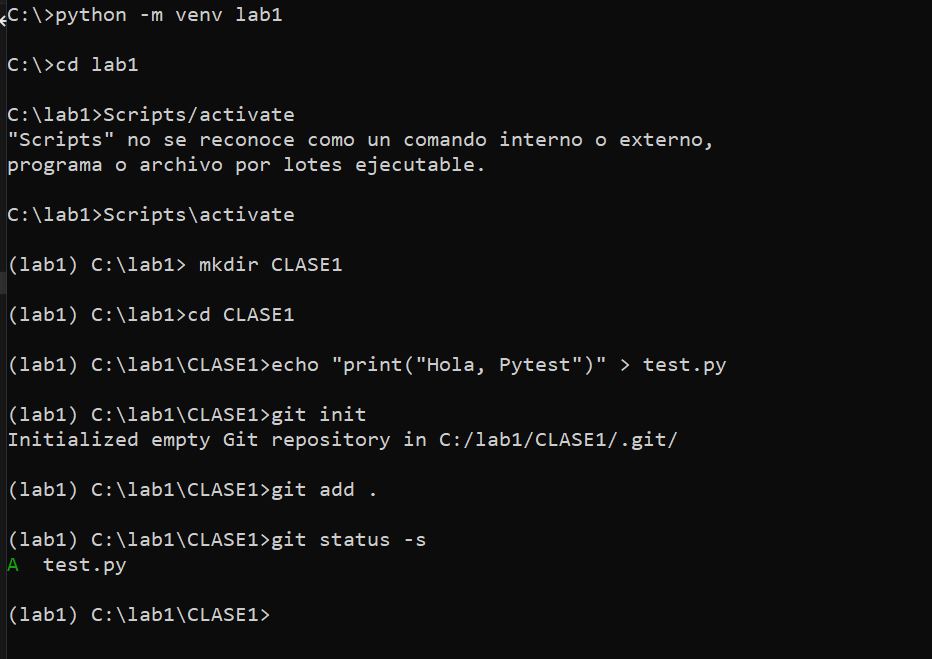 C:\>python -m venv lab1
C:\>cd lab1
C:\lab1>Scripts/activate
"Scripts" no se reconoce como un comando interno o externo,
programa o archivo por lotes ejecutable.
C:\lab1>Scripts\activate
(lab1) C:\lab1> mkdir CLASE1
(lab1) C:\lab1>cd CLASE1
(lab1) C:\lab1\CLASE1>echo "print("Hola, Pytest")" > test.py
(lab1) C:\lab1\CLASE1>git init
Initialized empty Git repository in C:/lab1/CLASE1/.git/
(lab1) C:\lab1\CLASE1>git add .
(lab1) C:\lab1\CLASE1>git status -s
A  test.py
(lab1) C:\lab1\CLASE1>